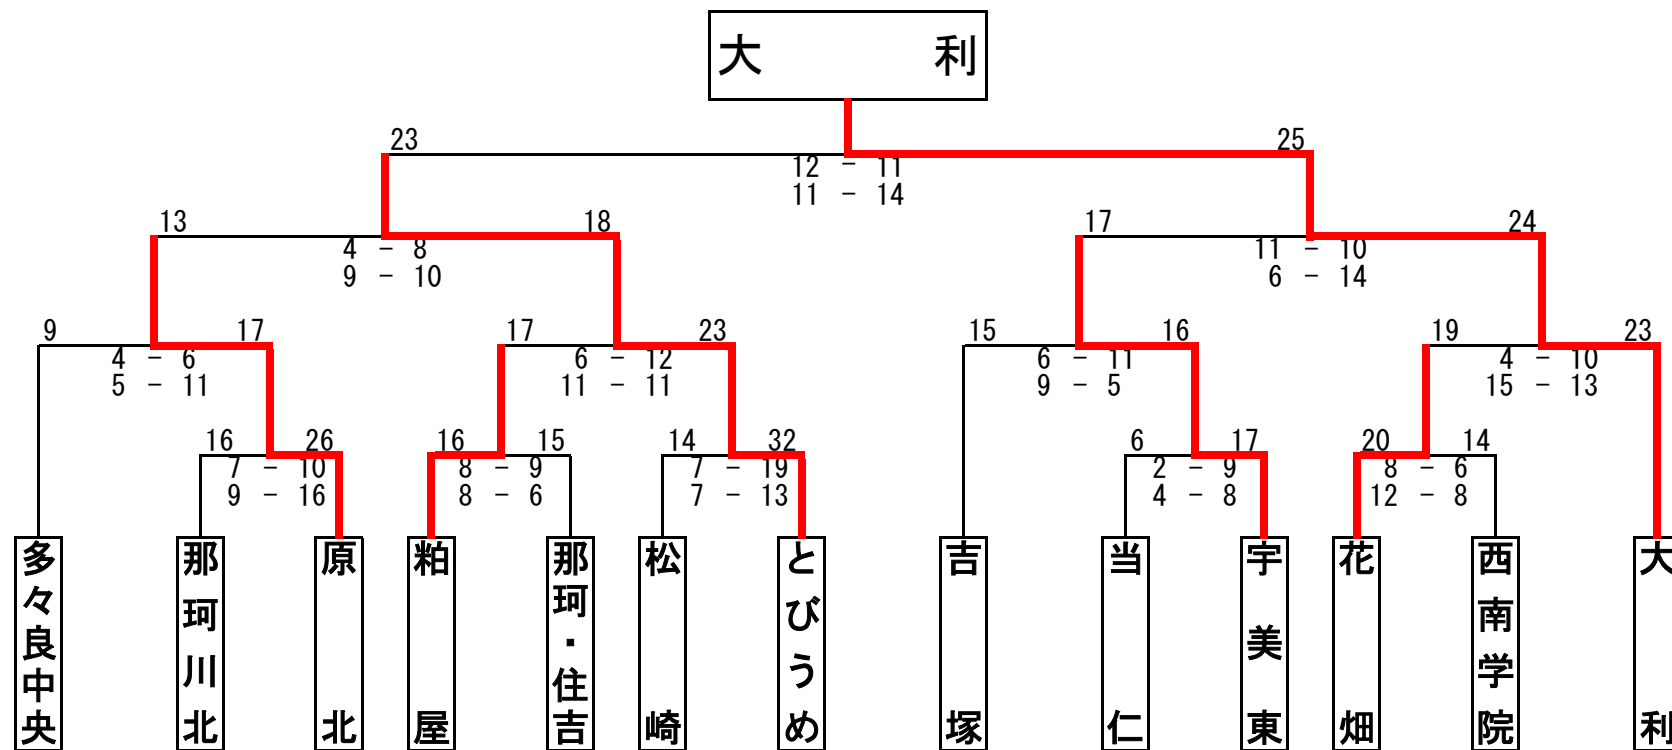 大利
23 25
12 － 11
11 － 14
13 18 17 24
4 － 8 11 － 10
9 － 10 6 － 14
9 17 17 23 15 16 19 23
4 － 6 6 － 12 6 － 11 4 － 10
5 － 11 11 － 11 9 － 5 15 － 13
16 26 16 15 14 32 6 17 20 14
7 － 10 8 － 9 7 － 19 2 － 9 8 － 6
9 － 16 8 － 6 7 － 13 4 － 8 12 － 8
多々良中央
那珂川北
原北
粕屋
那珂・住吉
松崎
とびうめ
吉塚
当仁
宇美東
花畑
西南学院
大利